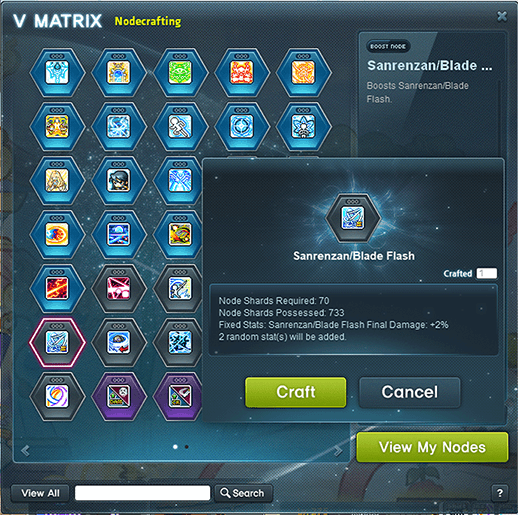 V MATRIX Nodecrafting
BOOST NODE
Sanrenzan/Blade ...
Boosts Sanrenzan/Blade
Flash.
Sanrenzan/Blade Flash
Crafted 1
Node Shards Required: 70
Node Shards Possessed: 733
Fixed Stats: Sanrenzan/Blade Flash Final Damage: +2%
2 random stat(s) will be added.
Craft Cancel
View My Nodes
View All Search ?